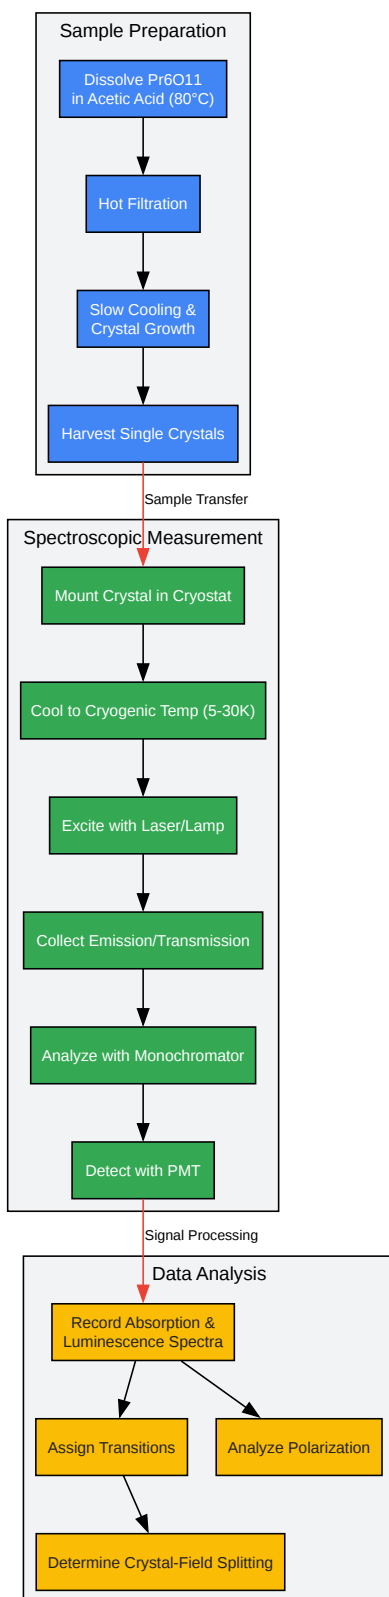 Sample Preparation
Dissolve Pr6O11
in Acetic Acid (80°C)
Hot Filtration
Slow Cooling &
Crystal Growth
Harvest Single Crystals
Sample Transfer
Spectroscopic Measurement
Mount Crystal in Cryostat
Cool to Cryogenic Temp (5-30K)
Excite with Laser/Lamp
Collect Emission/Transmission
Analyze with Monochromator
Detect with PMT
Signal Processing
Data Analysis
Record Absorption &
Luminescence Spectra
Assign Transitions
Analyze Polarization
Determine Crystal-Field Splitting